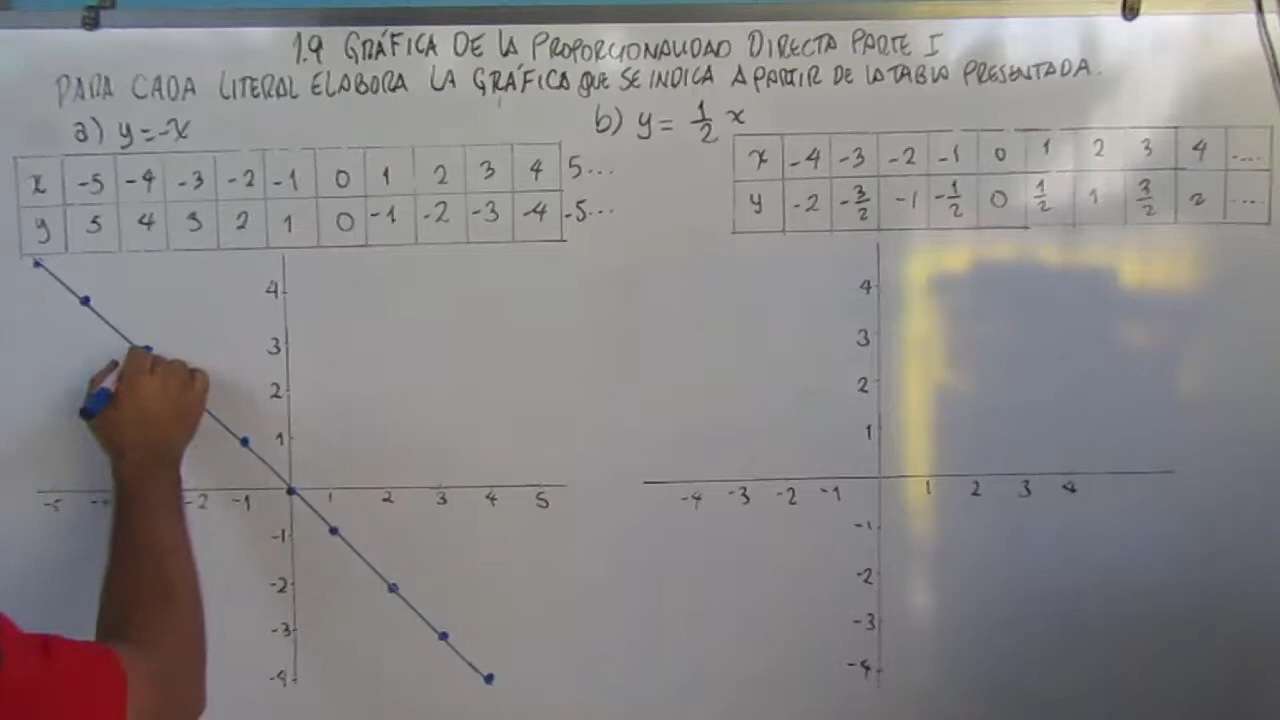 1.9 GRÁFICA DE LA PROPORCIONALIDAD DIRECTA PARTE I
PARA CADA LITERAL ELABORA LA GRÁFICA QUE SE INDICA A PARTIR DE LA TABLA PRESENTADA.
a) y = -x
x -5 -4 -3 -2 -1 0 1 2 3 4 5...
y 5 4 3 2 1 0 -1 -2 -3 -4 -5...
4
3
2
1
-5 -2 -1 1 2 3 4 5
-1
-2
-3
-4
b) y = 1/2 x
x -4 -3 -2 -1 0 1 2 3 4 ....
y -2 -3/2 -1 -1/2 0 1/2 1 3/2 2 ....
4
3
2
1
-4 -3 -2 -1 1 2 3 4
-1
-2
-3
-4